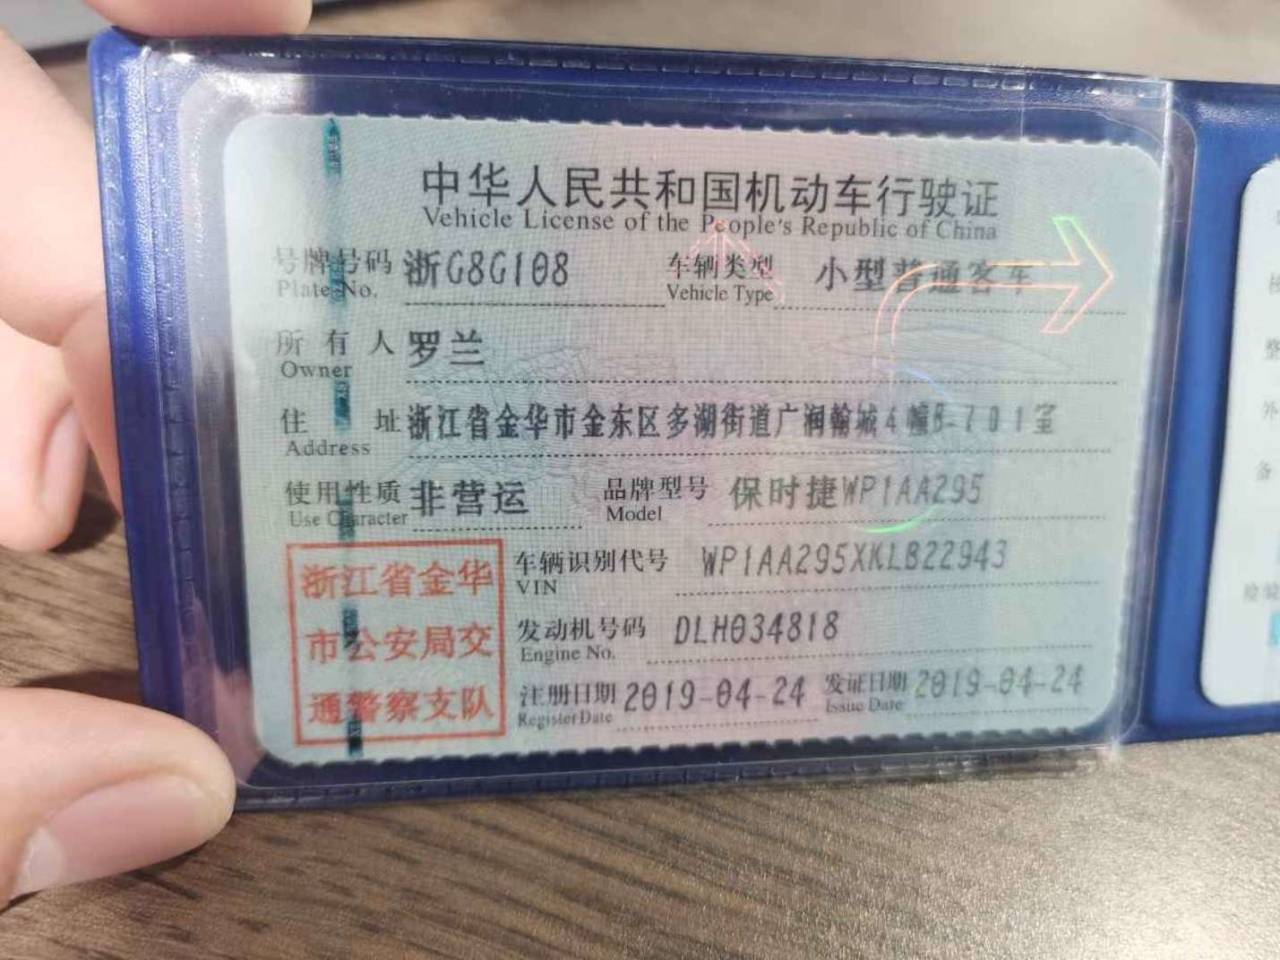 中华人民共和国机动车行驶证
Vehicle License of the People's Republic of China
号牌号码 浙G8G108 车辆类型 小型普通客车
Plate No. Vehicle Type
所有人 罗兰
Owner
住址 浙江省金华市金东区多湖街道广润翰城4幢B-701室
Address
使用性质 非营运 品牌型号 保时捷WP1AA295
Use Character Model
浙江省金华
市公安局交
通警察支队
车辆识别代号 WP1AA295XKLB22943
VIN
发动机号码 DLH034818
Engine No.
注册日期 2019-04-24 发证日期 2019-04-24
Register Date Issue Date
整
外
备